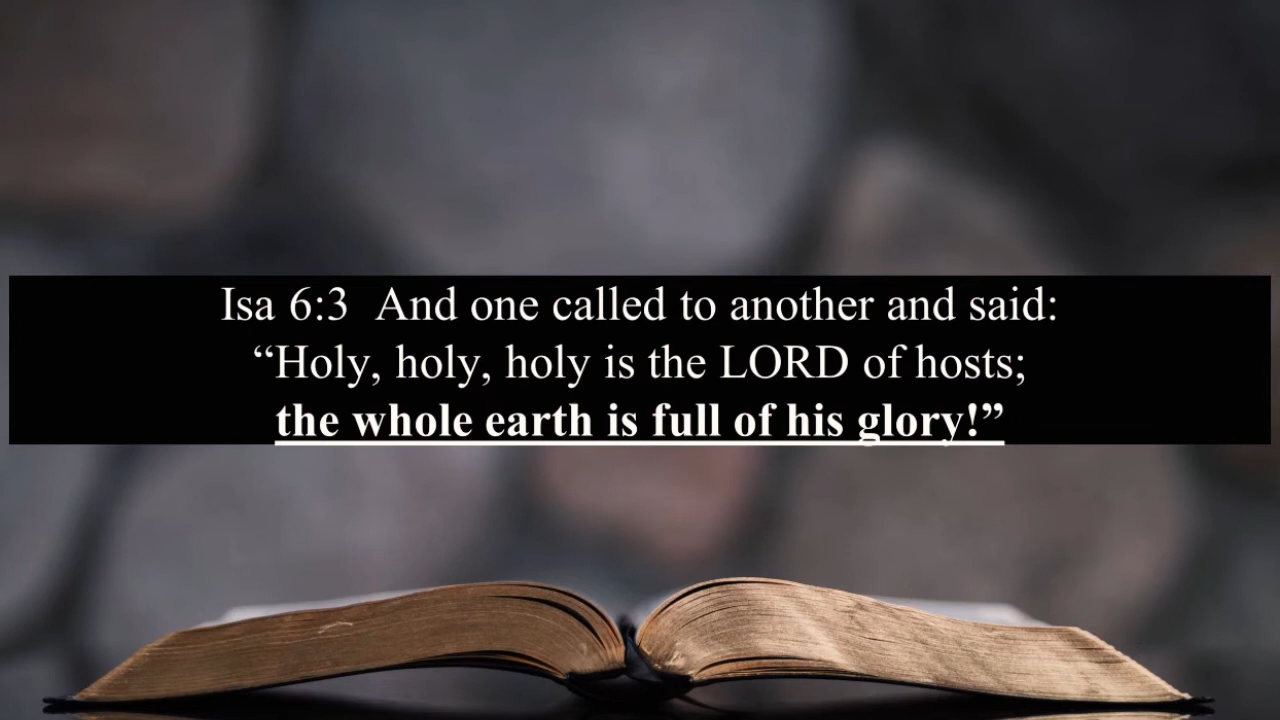 Isa 6:3  And one called to another and said:
“Holy, holy, holy is the LORD of hosts;
the whole earth is full of his glory!”